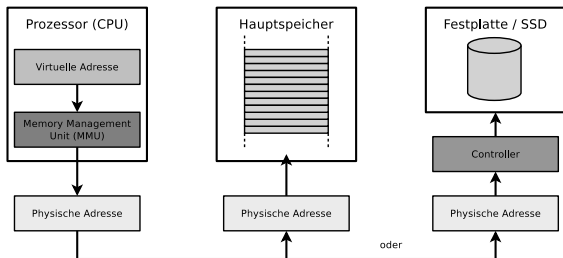 Prozessor (CPU)
Virtuelle Adresse
Memory Management
Unit (MMU)
Physische Adresse
Hauptspeicher
Physische Adresse
Festplatte / SSD
Controller
Physische Adresse
oder